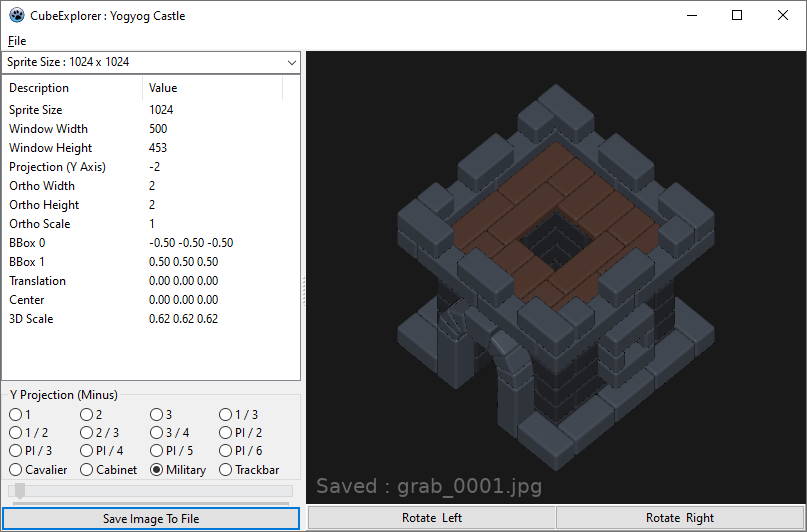 CubeExplorer : Yogyog Castle
File
Sprite Size : 1024 x 1024
Description Value
Sprite Size 1024
Window Width 500
Window Height 453
Projection (Y Axis) -2
Ortho Width 2
Ortho Height 2
Ortho Scale 1
BBox 0 -0.50 -0.50 -0.50
BBox 1 0.50 0.50 0.50
Translation 0.00 0.00 0.00
Center 0.00 0.00 0.00
3D Scale 0.62 0.62 0.62
Y Projection (Minus)
1 2 3 1 / 3
1 / 2 2 / 3 3 / 4 PI / 2
PI / 3 PI / 4 PI / 5 PI / 6
Cavalier Cabinet Military Trackbar
Saved : grab_0001.jpg
Save Image To File Rotate Left Rotate Right